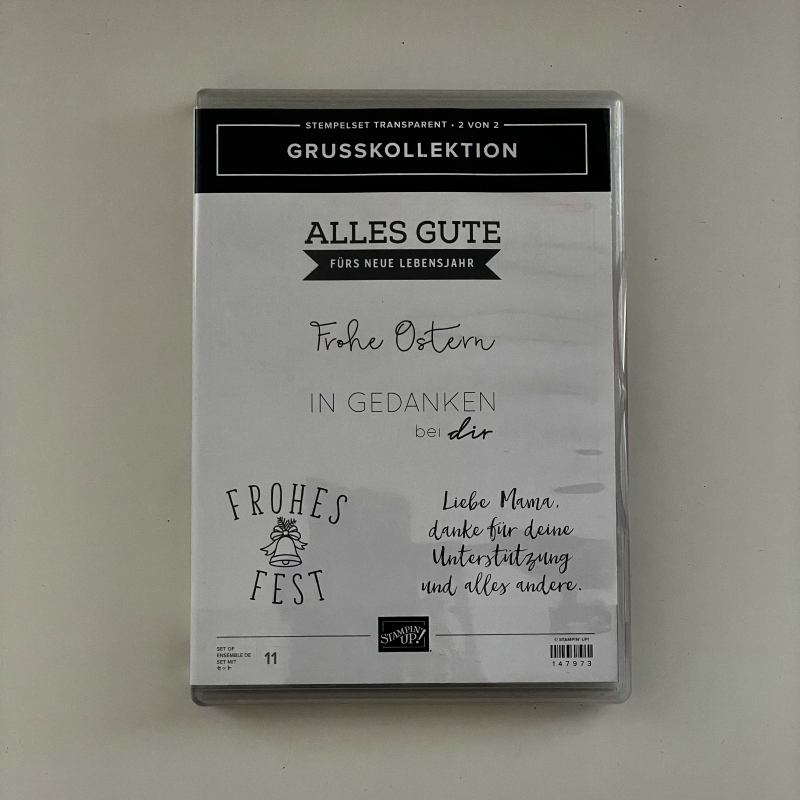 STEMPELSET TRANSPARENT • 2 VON 2
GRUSSKOLLEKTION
ALLES GUTE
FÜRS NEUE LEBENSJAHR
Frohe Ostern
IN GEDANKEN
bei dir
FROHES
FEST
Liebe Mama,
danke für deine
Unterstützung
und alles andere.
STAMPIN'
UP!
SET OF
ENSEMBLE DE
SET MIT
セット
11
© STAMPIN' UP!
147973